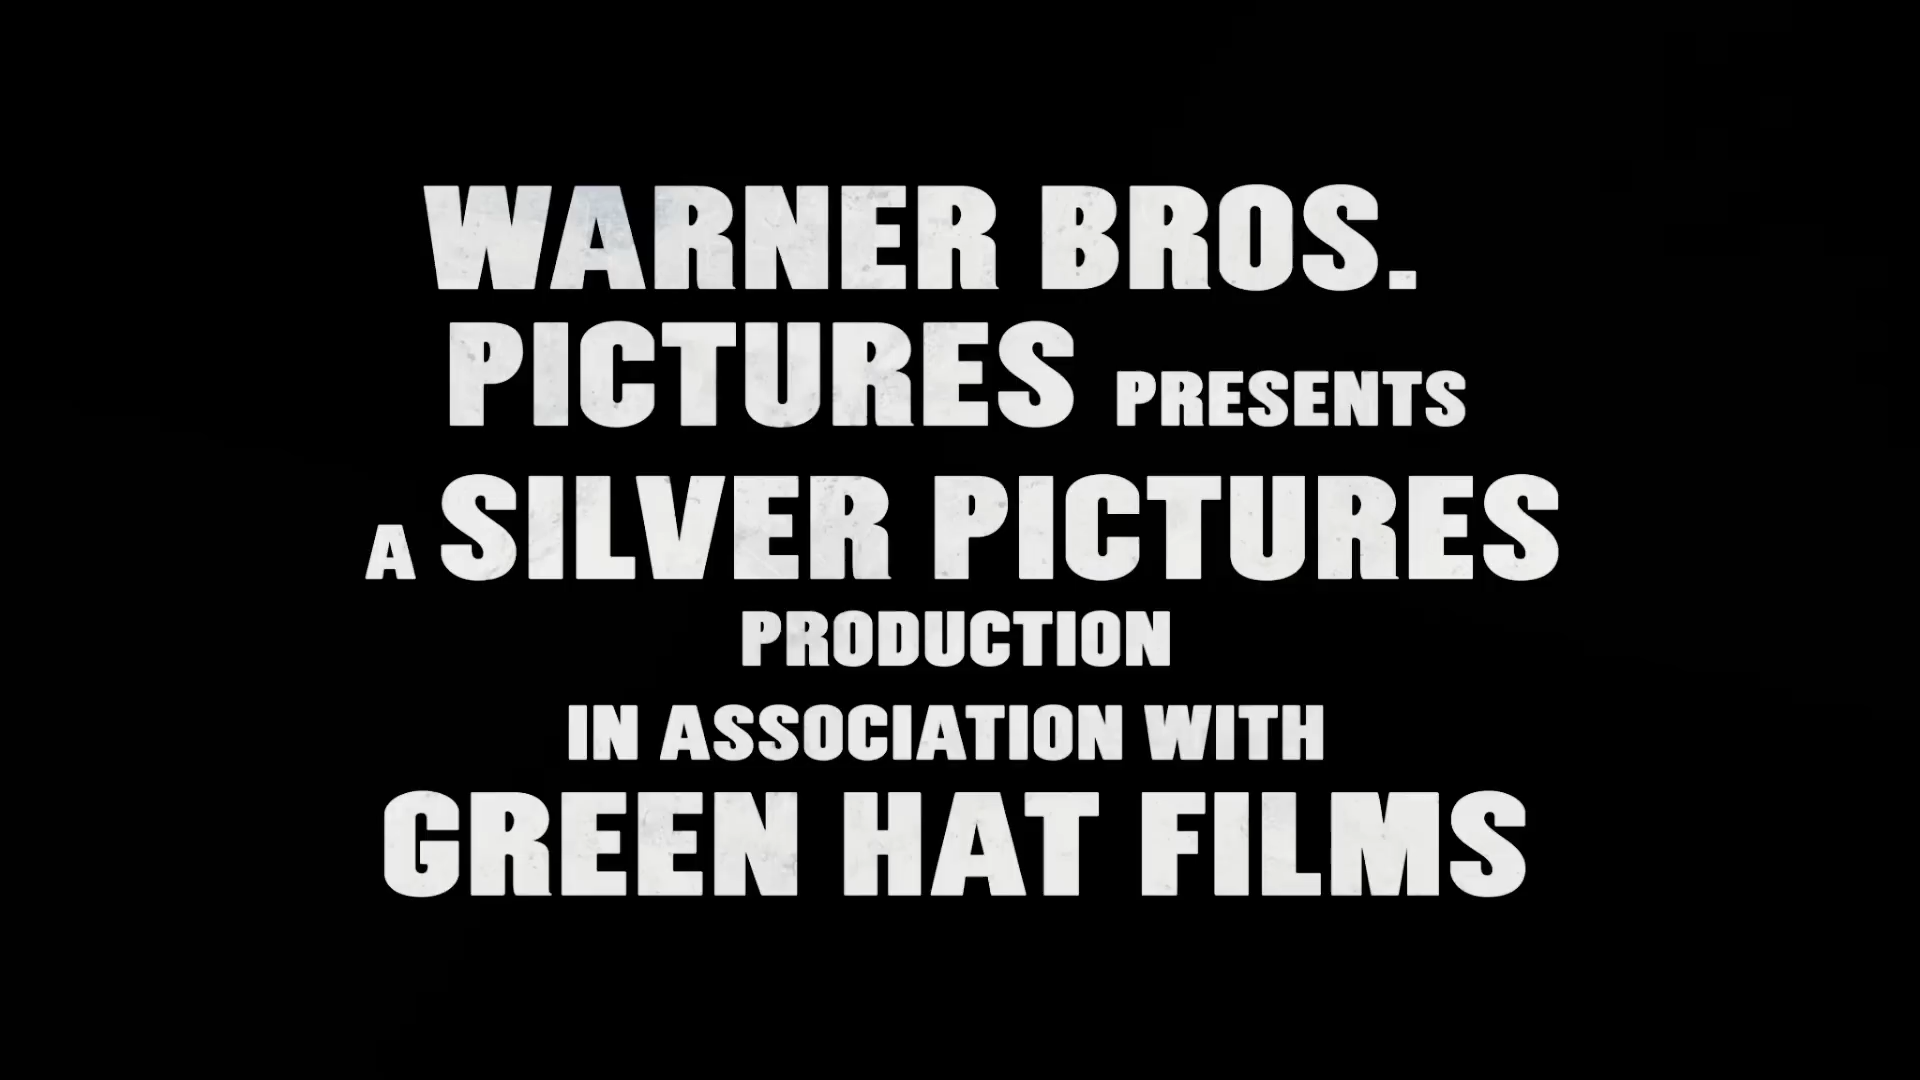 WARNER BROS.
PICTURES PRESENTS
A SILVER PICTURES
PRODUCTION
IN ASSOCIATION WITH
GREEN HAT FILMS